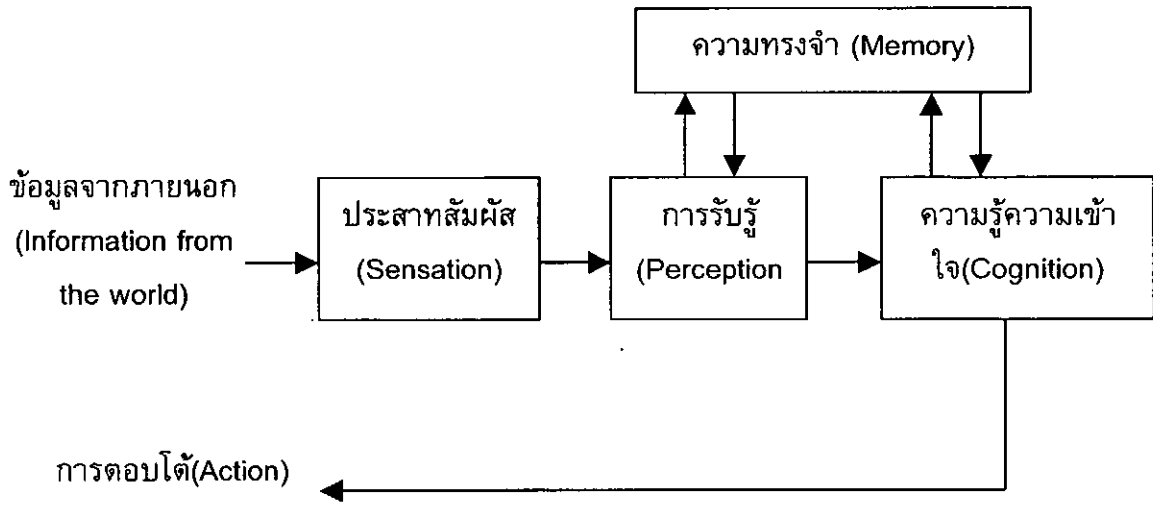 ความทรงจำ (Memory)
ข้อมูลจากภายนอก
(Information from
the world)
ประสาทสัมผัส
(Sensation)
การรับรู้
(Perception
ความรู้ความเข้า
ใจ(Cognition)
การตอบโต้(Action)